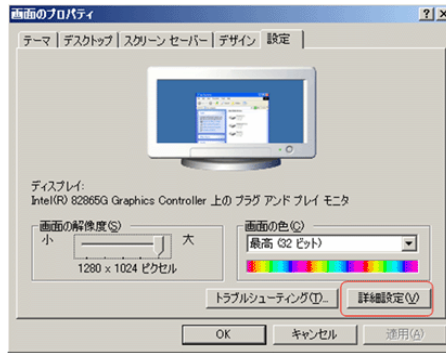 画面のプロパティ
テーマ デスクトップ スクリーン セーバー デザイン 設定
ディスプレイ:
Intel(R) 82865G Graphics Controller 上の プラグ アンド プレイ モニタ
画面の解像度(S) 画面の色(C)
小 大 最高 (32 ビット)
1280 x 1024 ピクセル
トラブルシューティング(T)... 詳細設定(V)
OK キャンセル 適用(A)